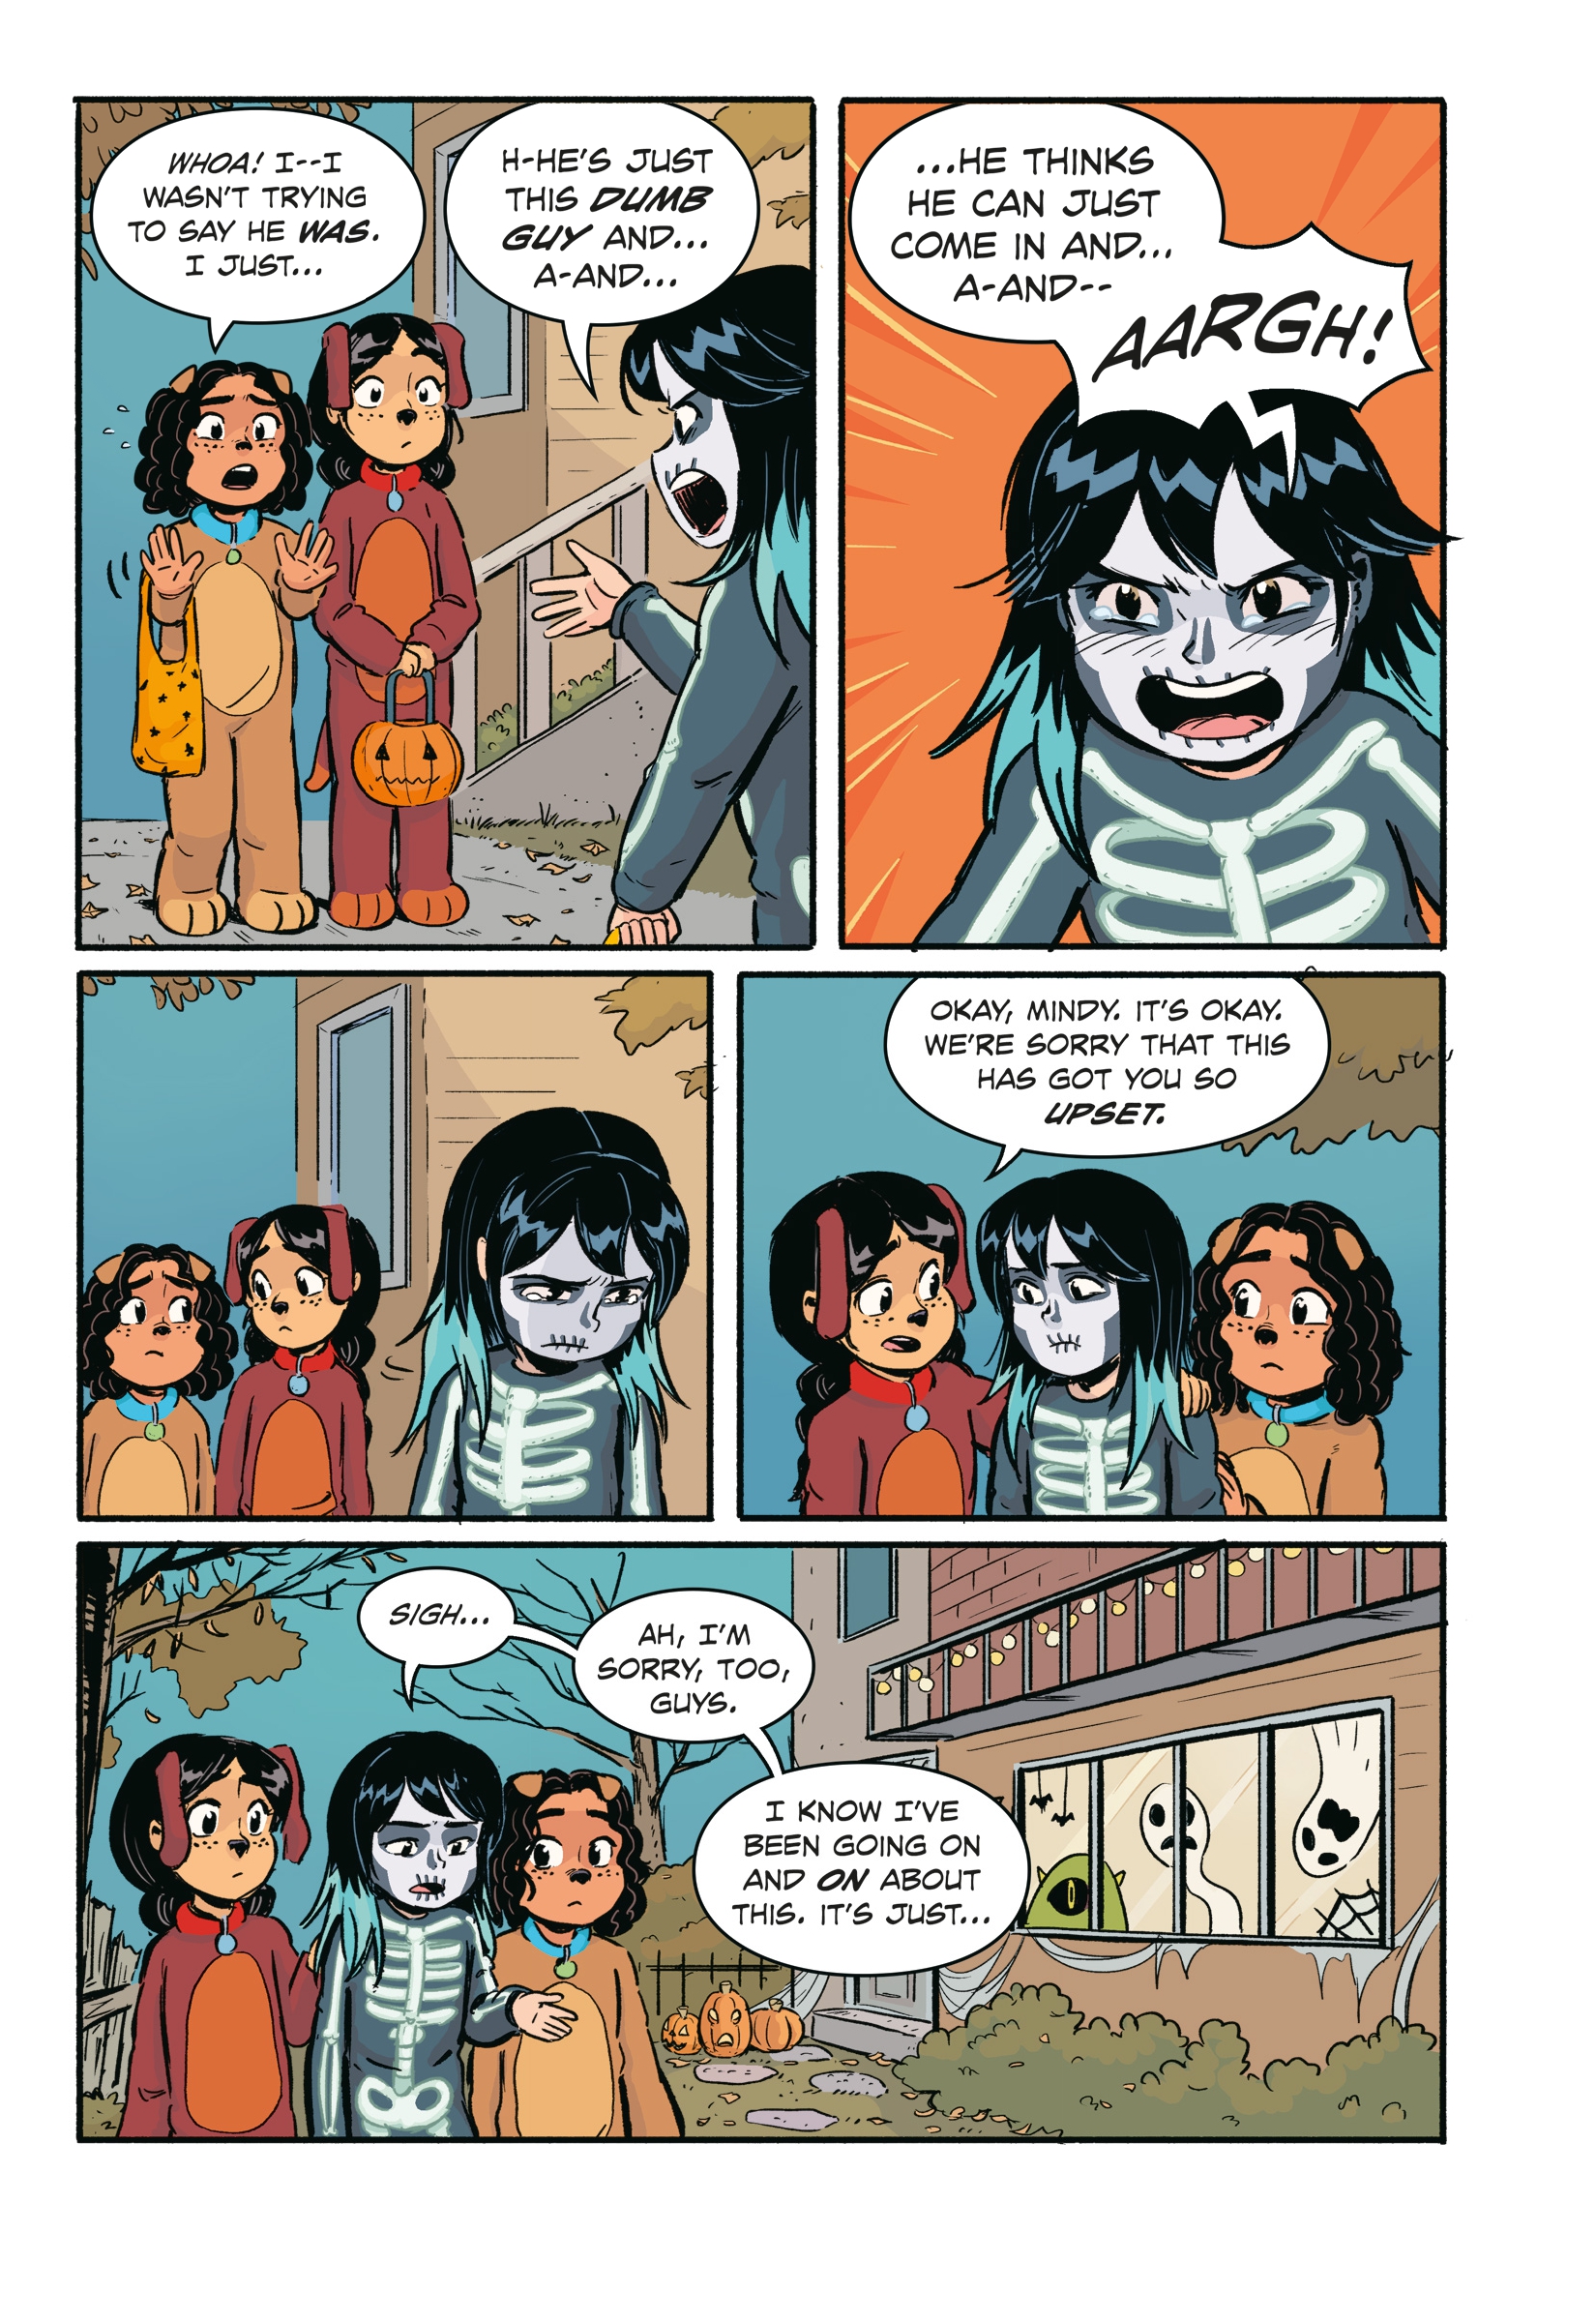 WHOA! I--I
WASN'T TRYING
TO SAY HE WAS.
I JUST...
H-HE'S JUST
THIS DUMB
GUY AND...
A-AND...
...HE THINKS
HE CAN JUST
COME IN AND...
A-AND--
AARGH!
OKAY, MINDY. IT'S OKAY.
WE'RE SORRY THAT THIS
HAS GOT YOU SO
UPSET.
SIGH...
AH, I'M
SORRY, TOO,
GUYS.
I KNOW I'VE
BEEN GOING ON
AND ON ABOUT
THIS. IT'S JUST...